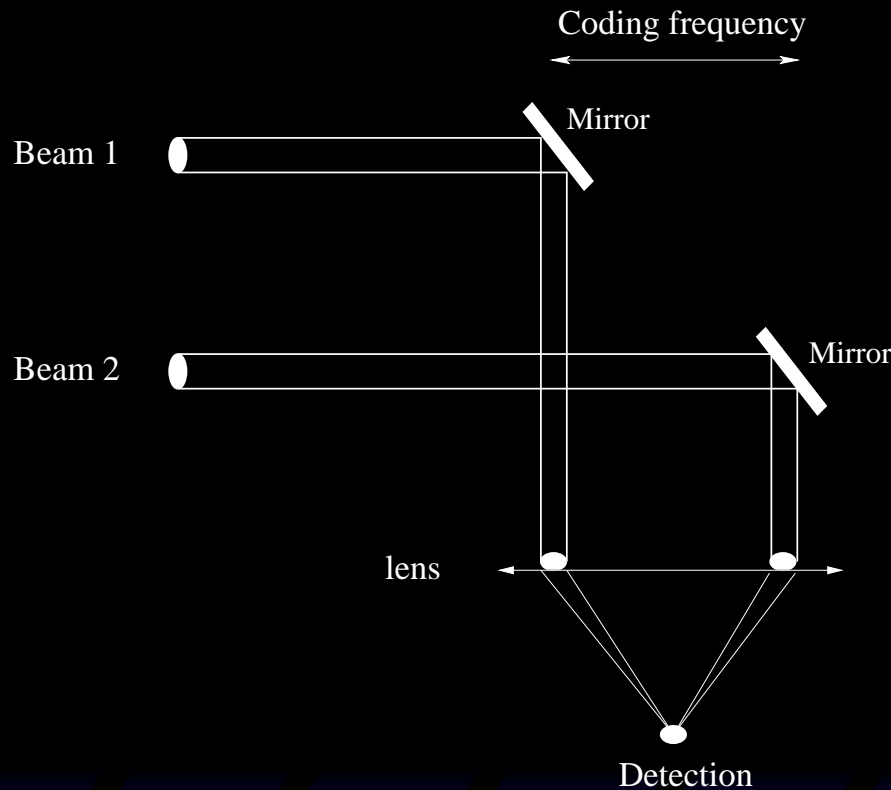 Coding frequency
Mirror
Beam 1
Mirror
Beam 2
lens
Detection